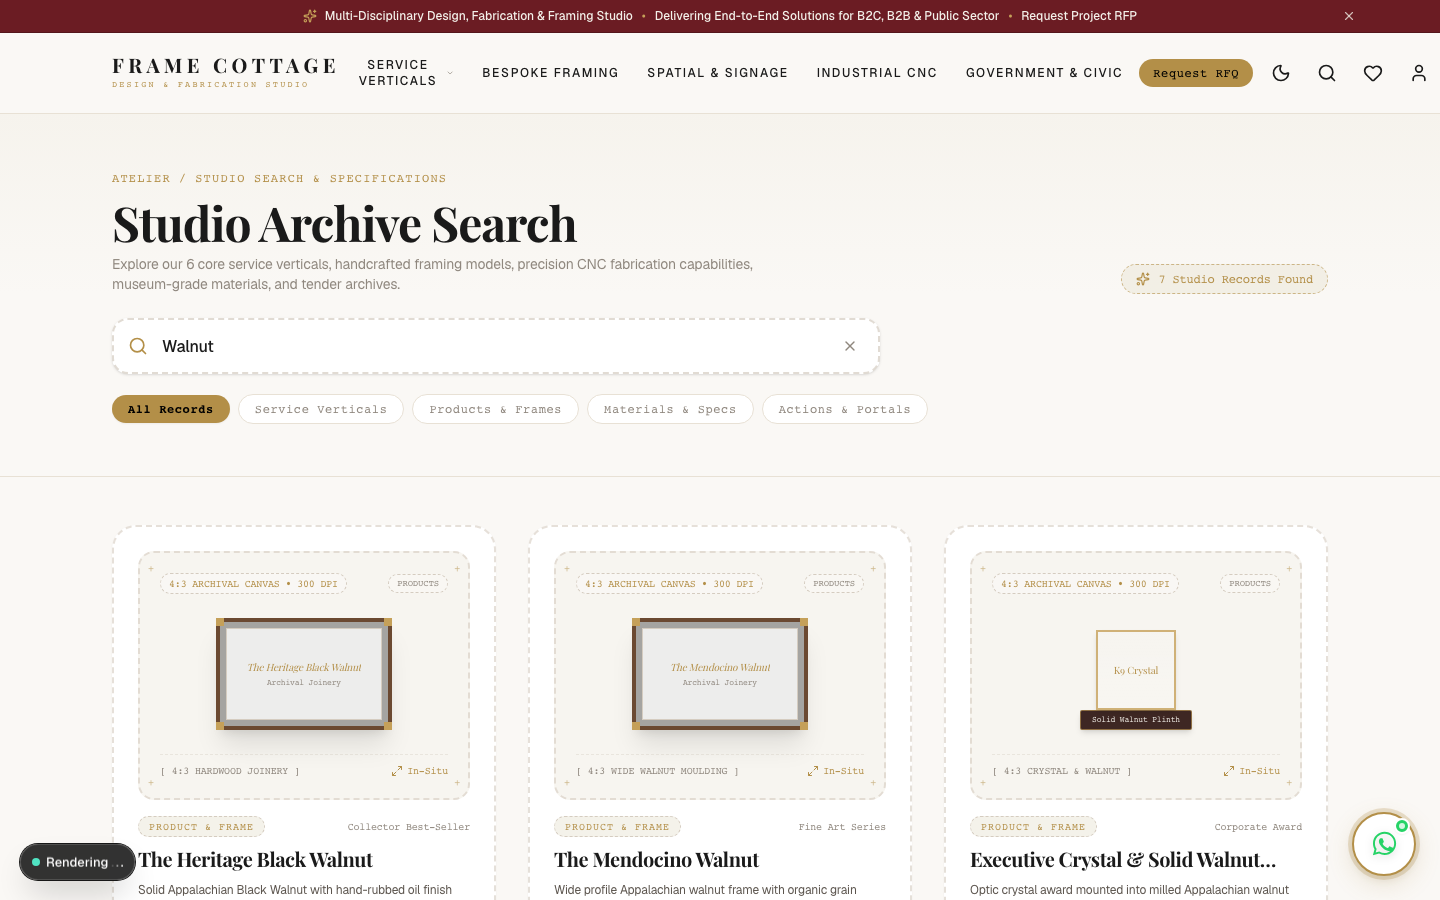 Multi-Disciplinary Design, Fabrication & Framing Studio • Delivering End-to-End Solutions for B2C, B2B & Public Sector • Request Project RFP
FRAME COTTAGE
DESIGN & FABRICATION STUDIO
SERVICE VERTICALS
BESPOKE FRAMING
SPATIAL & SIGNAGE
INDUSTRIAL CNC
GOVERNMENT & CIVIC
Request RFQ
ATELIER / STUDIO SEARCH & SPECIFICATIONS
Studio Archive Search
Explore our 6 core service verticals, handcrafted framing models, precision CNC fabrication capabilities,
museum-grade materials, and tender archives.
7 Studio Records Found
Walnut
All Records
Service Verticals
Products & Frames
Materials & Specs
Actions & Portals
4:3 ARCHIVAL CANVAS • 300 DPI
PRODUCTS
The Heritage Black Walnut
Archival Joinery
[ 4:3 HARDWOOD JOINERY ]
In-Situ
PRODUCT & FRAME
Collector Best-Seller
The Heritage Black Walnut
Solid Appalachian Black Walnut with hand-rubbed oil finish
4:3 ARCHIVAL CANVAS • 300 DPI
PRODUCTS
The Mendocino Walnut
Archival Joinery
[ 4:3 WIDE WALNUT MOULDING ]
In-Situ
PRODUCT & FRAME
Fine Art Series
The Mendocino Walnut
Wide profile Appalachian walnut frame with organic grain
4:3 ARCHIVAL CANVAS • 300 DPI
PRODUCTS
K9 Crystal
Solid Walnut Plinth
[ 4:3 CRYSTAL & WALNUT ]
In-Situ
PRODUCT & FRAME
Corporate Award
Executive Crystal & Solid Walnut...
Optic crystal award mounted into milled Appalachian walnut
Rendering ...